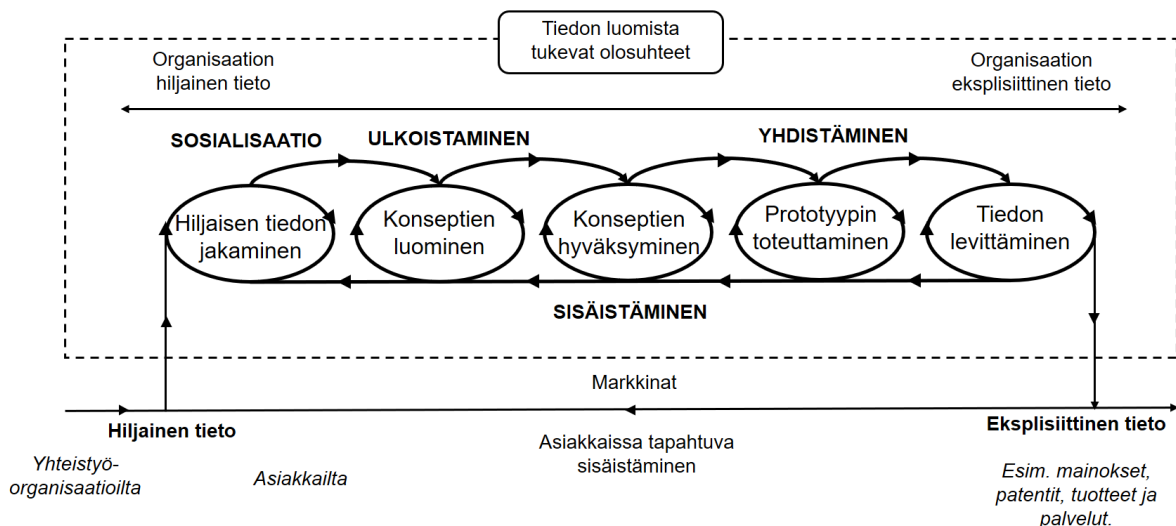 Tiedon luomista
tukevat olosuhteet
Organisaation
hiljainen tieto
Organisaation
eksplisiittinen tieto
SOSIALISAATIO
ULKOISTAMINEN
YHDISTÄMINEN
Hiljaisen tiedon
jakaminen
Konseptien
luominen
Konseptien
hyväksyminen
Prototyypin
toteuttaminen
Tiedon
levittäminen
SISÄISTÄMINEN
Markkinat
Hiljainen tieto
Eksplisiittinen tieto
Yhteistyö-
organisaatioilta
Asiakkailta
Asiakkaissa tapahtuva
sisäistäminen
Esim. mainokset,
patentit, tuotteet ja
palvelut.